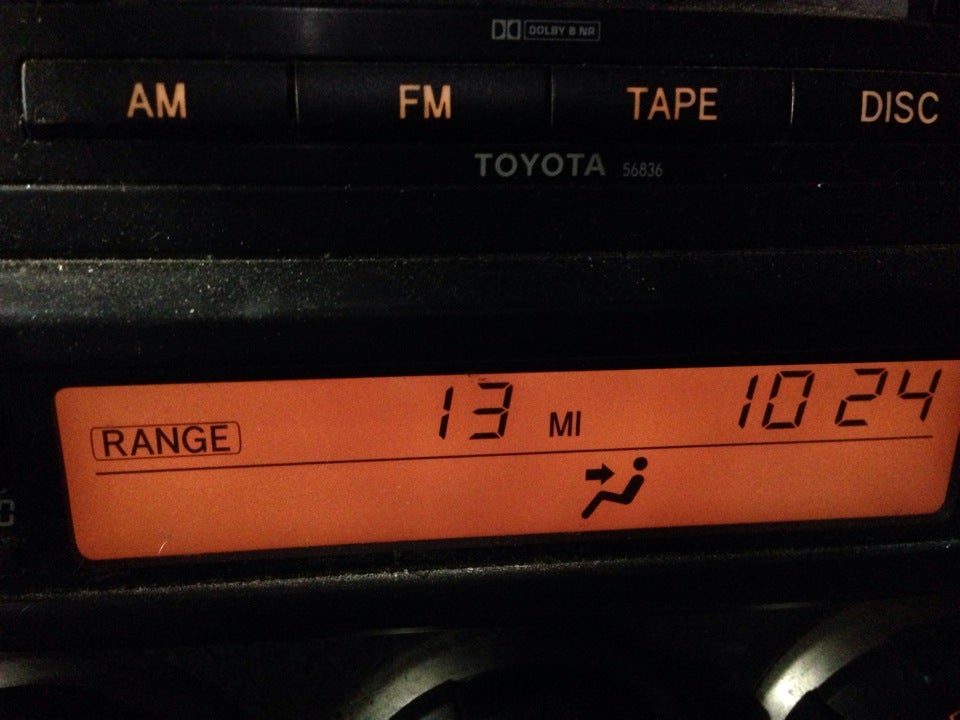 DOLBY B NR
AM FM TAPE DISC
TOYOTA 56836
RANGE 13 MI 10 24